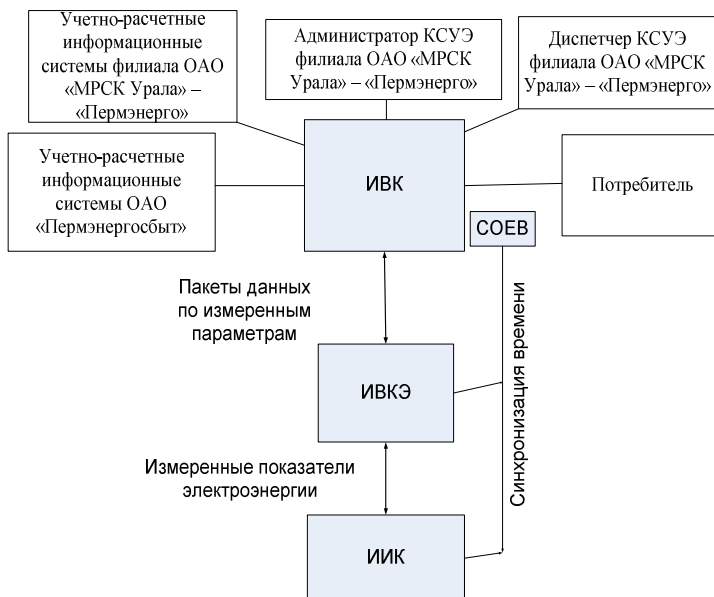 Учетно-расчетные
информационные
системы филиала ОАО
«МРСК Урала» –
«Пермэнерго»
Администратор КСУЭ
филиала ОАО «МРСК
Урала» – «Пермэнерго»
Диспетчер КСУЭ
филиала ОАО «МРСК
Урала» – «Пермэнерго»
Учетно-расчетные
информационные
системы ОАО
«Пермэнергосбыт»
ИВК
Потребитель
СОЕВ
Пакеты данных
по измеренным
параметрам
Синхронизация времени
ИВКЭ
Измеренные показатели
электроэнергии
ИИК